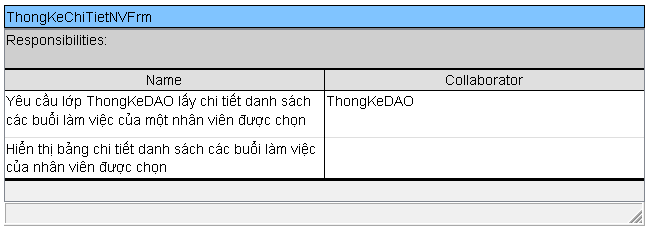 ThongKeChiTietNVFrm
Responsibilities:
Name
Collaborator
Yêu cầu lớp ThongKeDAO lấy chi tiết danh sách
các buổi làm việc của một nhân viên được chọn
ThongKeDAO
Hiển thị bảng chi tiết danh sách các buổi làm việc
của nhân viên được chọn